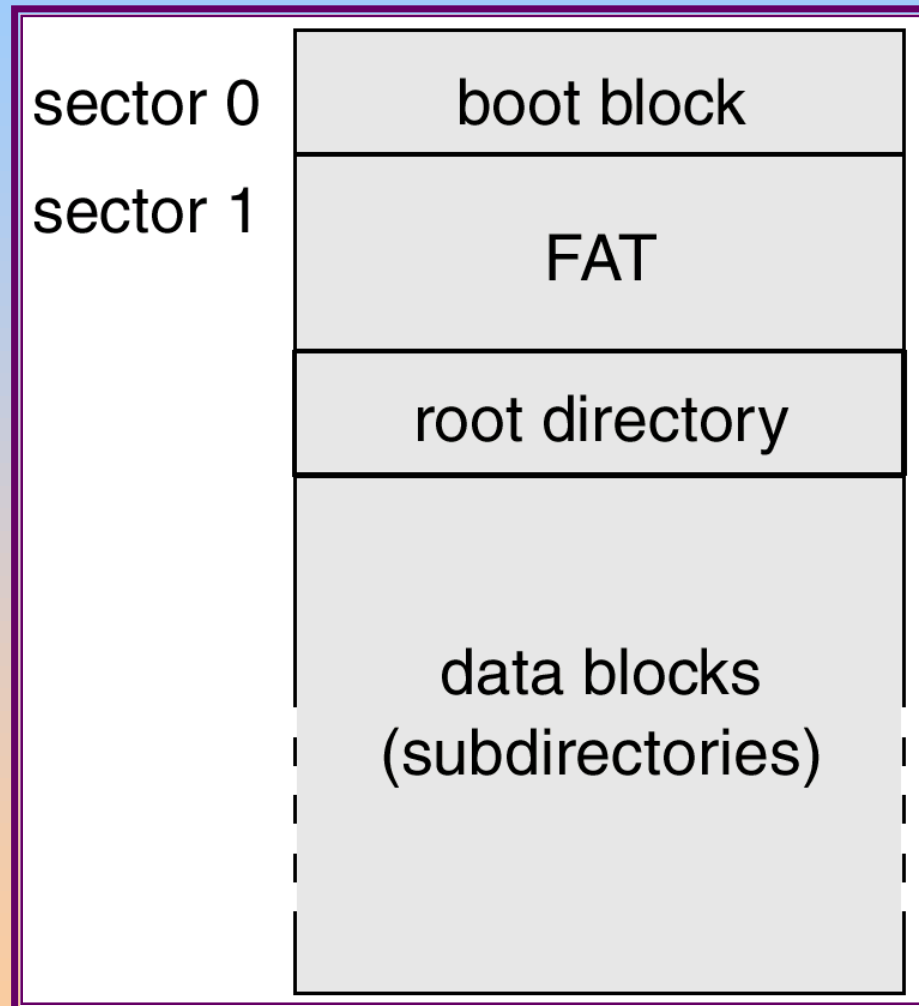 sector 0
boot block
sector 1
FAT
root directory
data blocks
(subdirectories)